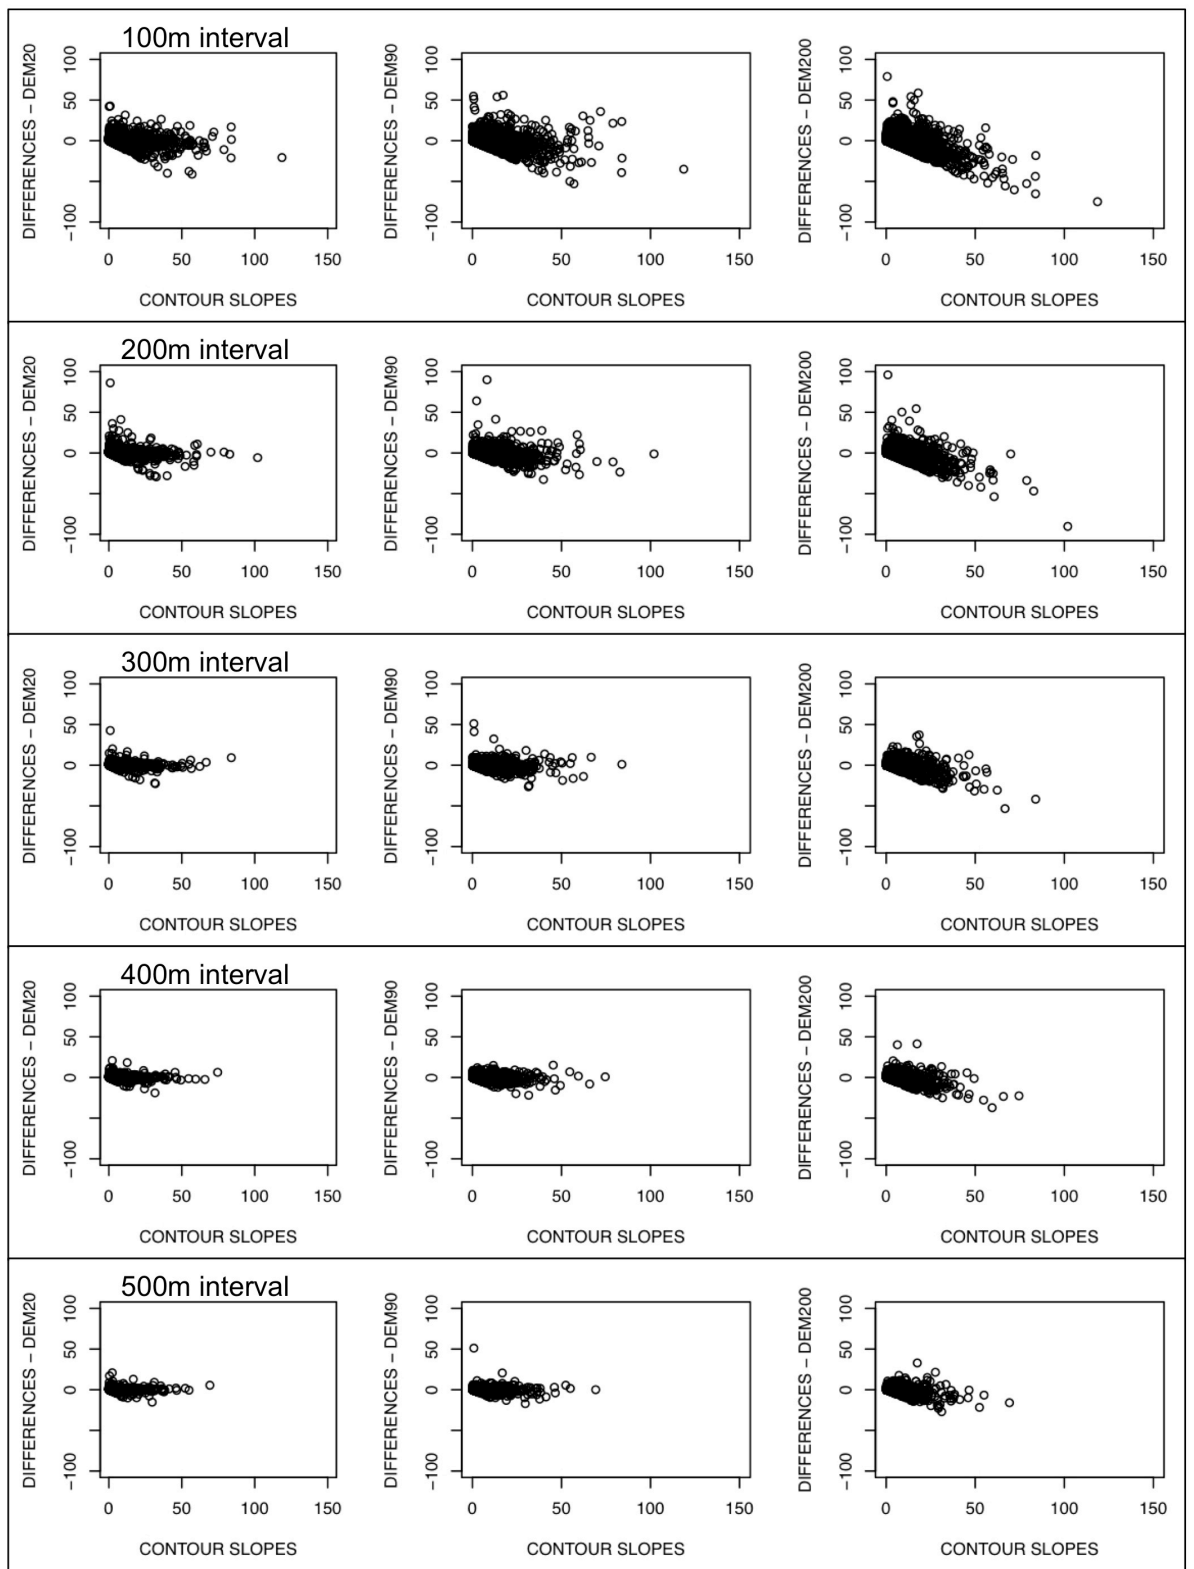 100m interval
DIFFERENCES – DEM20
100
50
0
−100
0 50 100 150
CONTOUR SLOPES
DIFFERENCES – DEM90
100
50
0
−100
0 50 100 150
CONTOUR SLOPES
DIFFERENCES – DEM200
100
50
0
−100
0 50 100 150
CONTOUR SLOPES
200m interval
DIFFERENCES – DEM20
100
50
0
−100
0 50 100 150
CONTOUR SLOPES
DIFFERENCES – DEM90
100
50
0
−100
0 50 100 150
CONTOUR SLOPES
DIFFERENCES – DEM200
100
50
0
−100
0 50 100 150
CONTOUR SLOPES
300m interval
DIFFERENCES – DEM20
100
50
0
−100
0 50 100 150
CONTOUR SLOPES
DIFFERENCES – DEM90
100
50
0
−100
0 50 100 150
CONTOUR SLOPES
DIFFERENCES – DEM200
100
50
0
−100
0 50 100 150
CONTOUR SLOPES
400m interval
DIFFERENCES – DEM20
100
50
0
−100
0 50 100 150
CONTOUR SLOPES
DIFFERENCES – DEM90
100
50
0
−100
0 50 100 150
CONTOUR SLOPES
DIFFERENCES – DEM200
100
50
0
−100
0 50 100 150
CONTOUR SLOPES
500m interval
DIFFERENCES – DEM20
100
50
0
−100
0 50 100 150
CONTOUR SLOPES
DIFFERENCES – DEM90
100
50
0
−100
0 50 100 150
CONTOUR SLOPES
DIFFERENCES – DEM200
100
50
0
−100
0 50 100 150
CONTOUR SLOPES